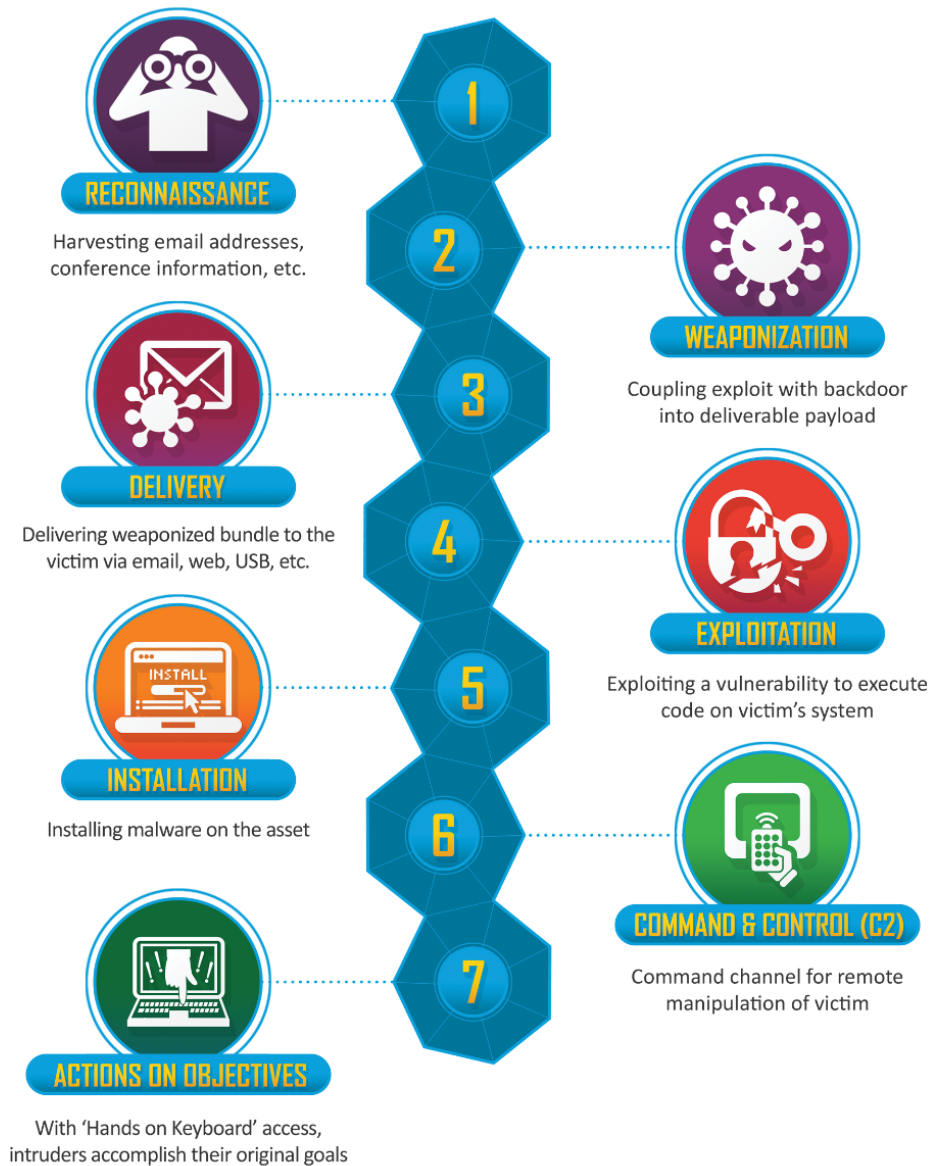 1
RECONNAISSANCE
Harvesting email addresses,
conference information, etc.
2
WEAPONIZATION
Coupling exploit with backdoor
into deliverable payload
3
DELIVERY
Delivering weaponized bundle to the
victim via email, web, USB, etc.
4
EXPLOITATION
Exploiting a vulnerability to execute
code on victim's system
5
INSTALL
INSTALLATION
Installing malware on the asset
6
COMMAND & CONTROL (C2)
Command channel for remote
manipulation of victim
7
ACTIONS ON OBJECTIVES
With ‘Hands on Keyboard’ access,
intruders accomplish their original goals